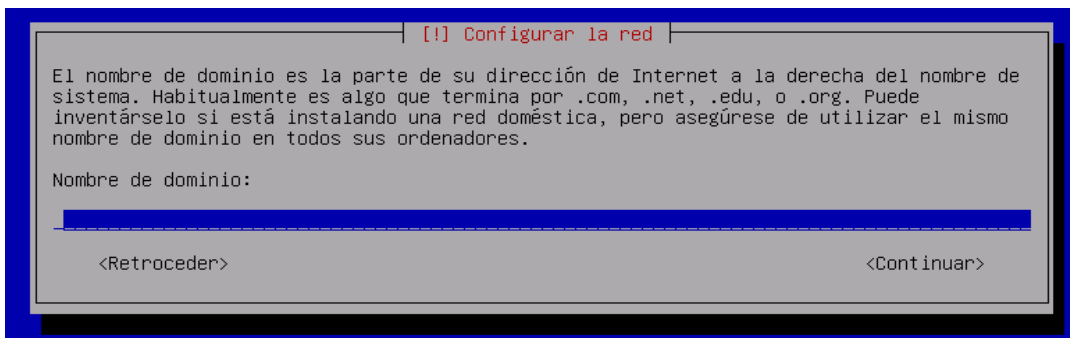 [!] Configurar la red
El nombre de dominio es la parte de su dirección de Internet a la derecha del nombre de
sistema. Habitualmente es algo que termina por .com, .net, .edu, o .org. Puede
inventárselo si está instalando una red doméstica, pero asegúrese de utilizar el mismo
nombre de dominio en todos sus ordenadores.
Nombre de dominio:
<Retroceder> <Continuar>